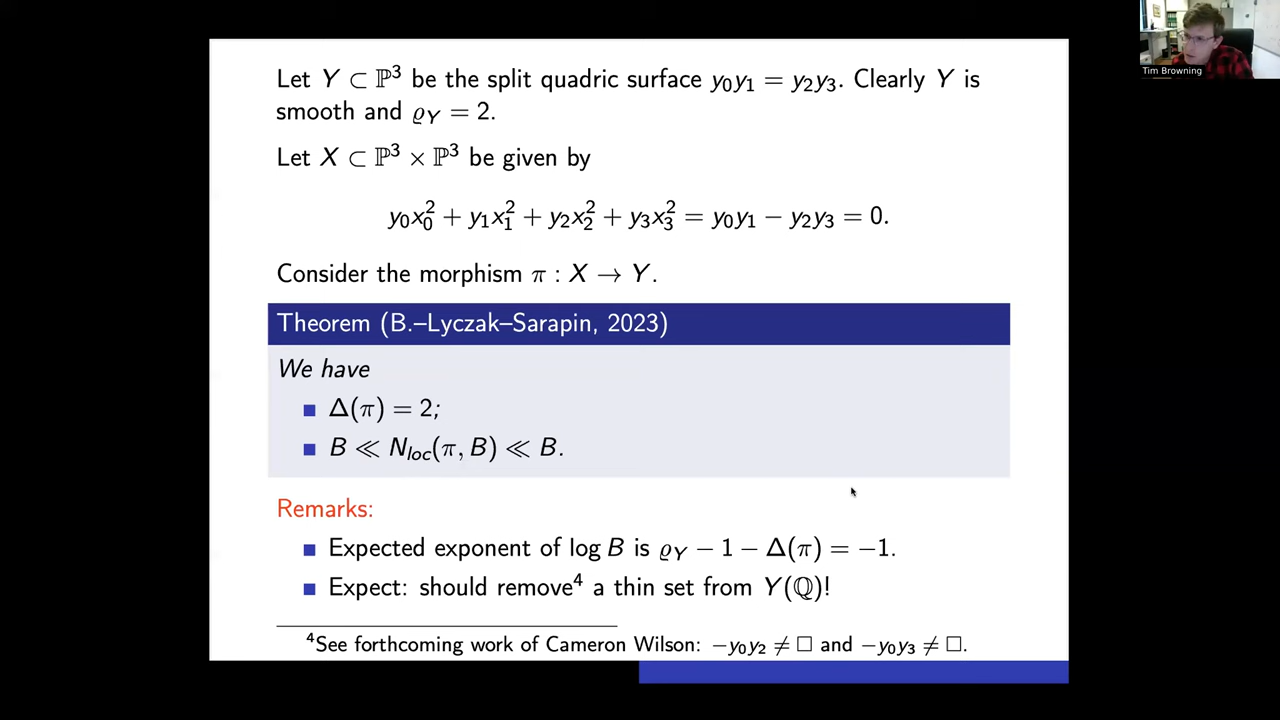 Let Y ⊂ ℙ³ be the split quadric surface y₀y₁ = y₂y₃. Clearly Y is
smooth and ϱ_Y = 2.
Let X ⊂ ℙ³ × ℙ³ be given by
y₀x₀² + y₁x₁² + y₂x₂² + y₃x₃² = y₀y₁ − y₂y₃ = 0.
Consider the morphism π : X → Y.
Theorem (B.–Lyczak–Sarapin, 2023)
We have
■ Δ(π) = 2;
■ B ≪ N_loc(π, B) ≪ B.
Remarks:
■ Expected exponent of log B is ϱ_Y − 1 − Δ(π) = −1.
■ Expect: should remove⁴ a thin set from Y(ℚ)!
⁴See forthcoming work of Cameron Wilson: −y₀y₂ ≠ □ and −y₀y₃ ≠ □.
Tim Browning